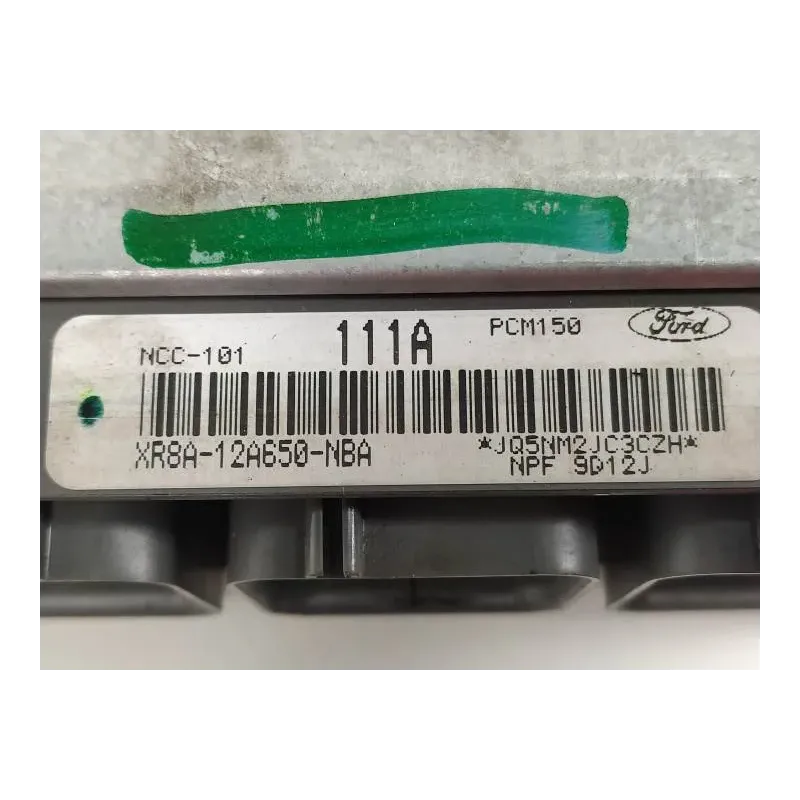 NCC-101 111A PCM150 Ford
XR8A-12A650-NBA *JQ5NM2JC3CZH*
NPF 9D12J